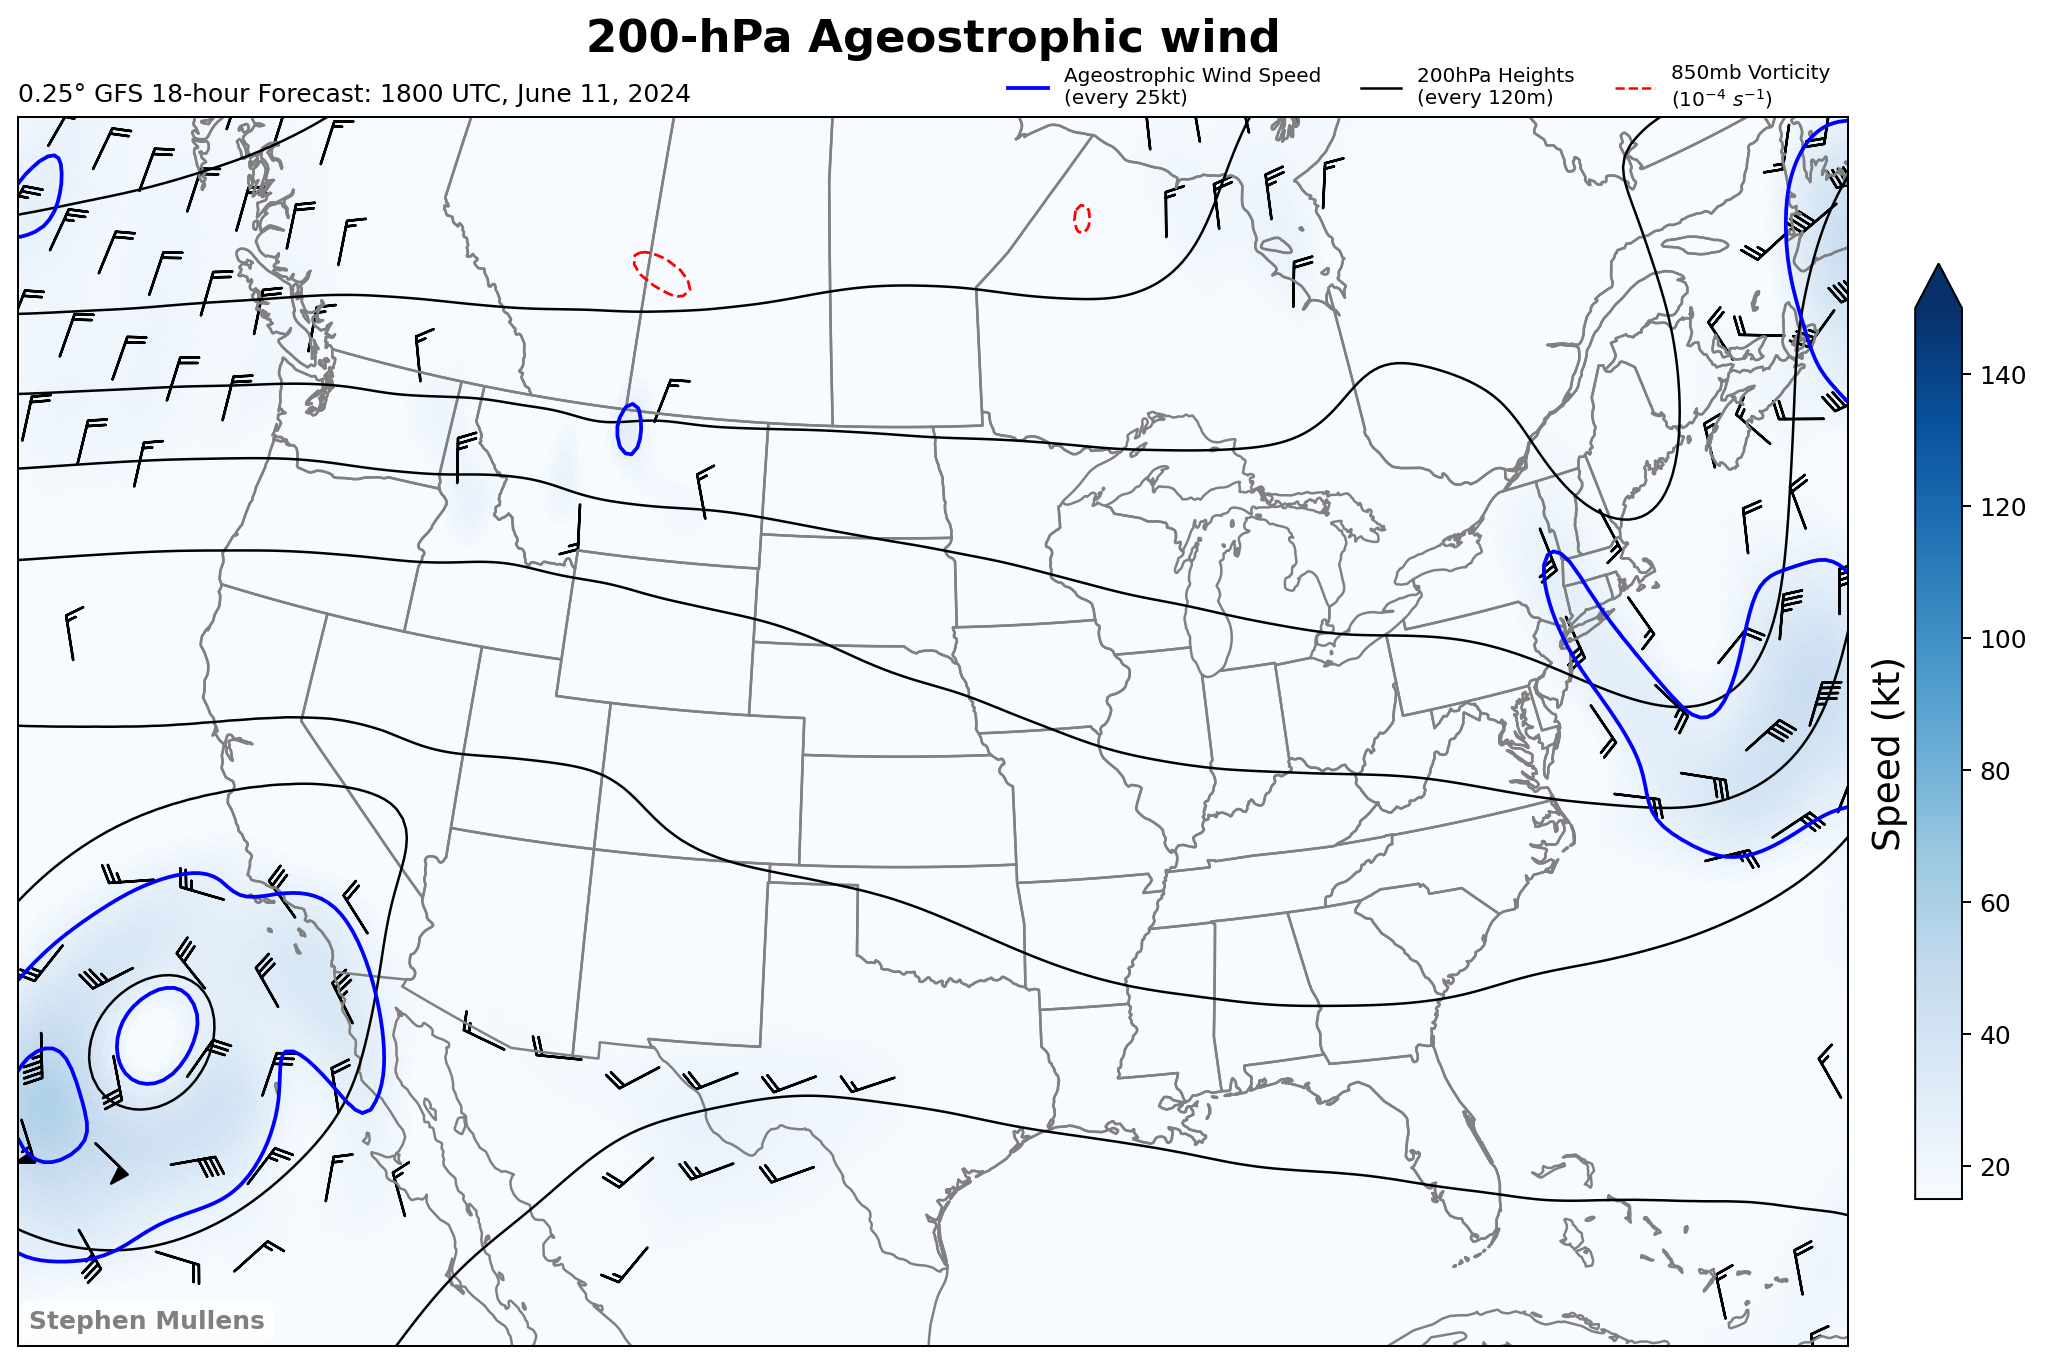 200-hPa Ageostrophic wind
0.25° GFS 18-hour Forecast: 1800 UTC, June 11, 2024
Ageostrophic Wind Speed
(every 25kt)
200hPa Heights
(every 120m)
850mb Vorticity
(10⁻⁴ s⁻¹)
140
120
100
80
60
40
20
Speed (kt)
Stephen Mullens